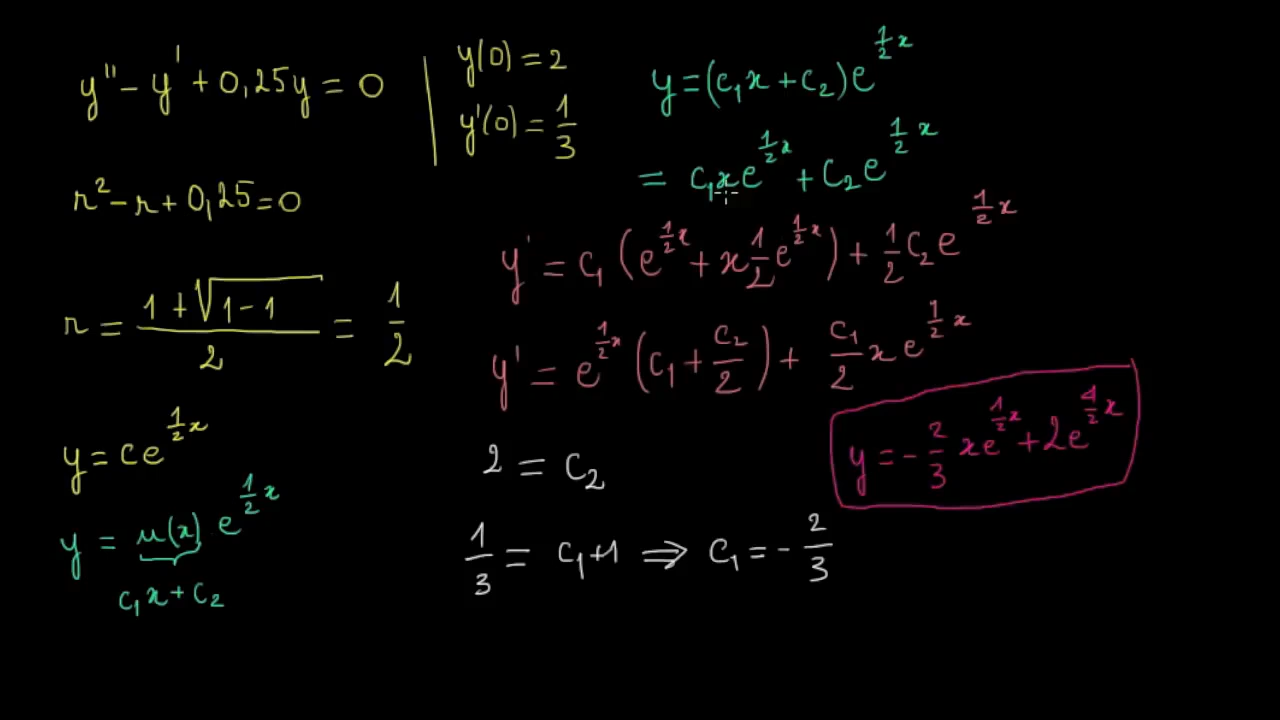 y'' - y' + 0,25y = 0
y(0) = 2
y'(0) = 1/3
r² - r + 0,25 = 0
r = (1 + √(1-1))/2 = 1/2
y = ce^(1/2 x)
y = u(x) e^(1/2 x)
c₁x + c₂
y = (c₁x + c₂)e^(1/2 x)
= c₁xe^(1/2 x) + c₂e^(1/2 x)
y' = c₁(e^(1/2 x) + x 1/2 e^(1/2 x)) + 1/2 c₂e^(1/2 x)
y' = e^(1/2 x)(c₁ + c₂/2) + c₁/2 x e^(1/2 x)
2 = c₂
1/3 = c₁+1 ⇒ c₁ = -2/3
y = -2/3 xe^(1/2 x) + 2e^(1/2 x)